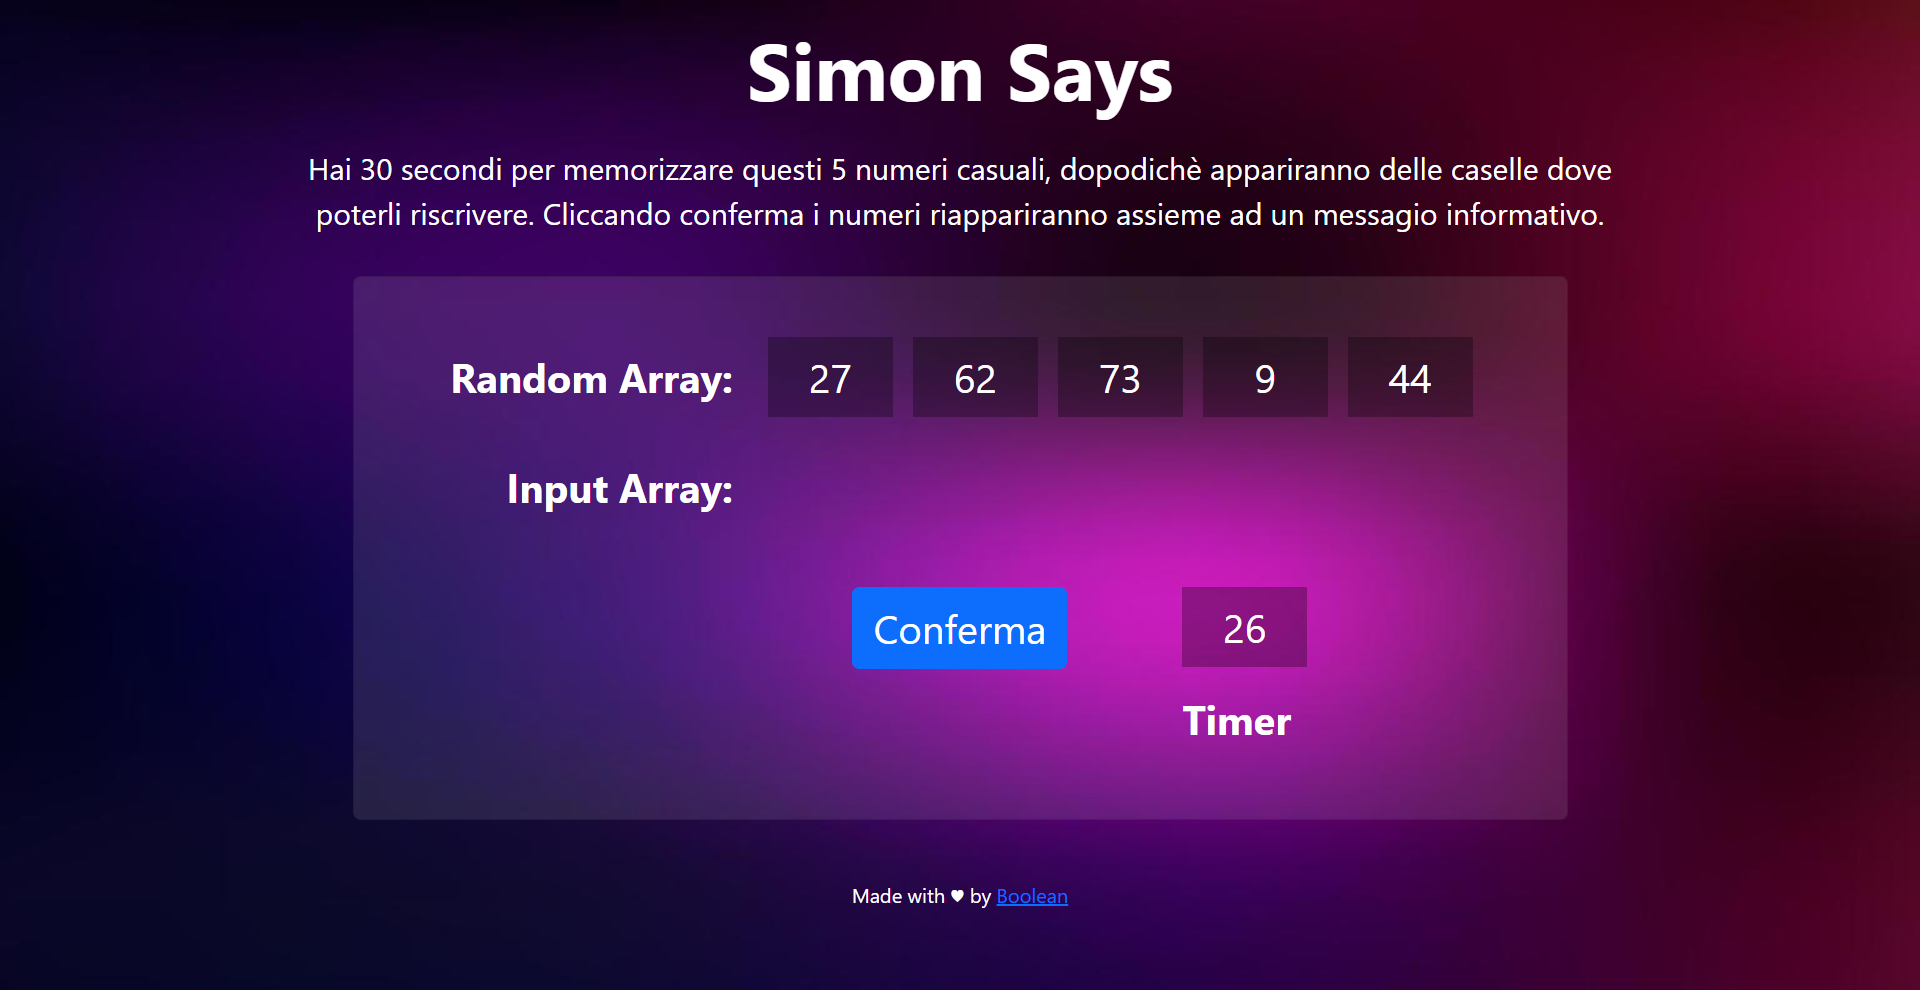 Simon Says
Hai 30 secondi per memorizzare questi 5 numeri casuali, dopodichè appariranno delle caselle dove
poterli riscrivere. Cliccando conferma i numeri riappariranno assieme ad un messagio informativo.
Random Array: 27 62 73 9 44
Input Array:
Conferma 26
Timer
Made with ♥ by Boolean